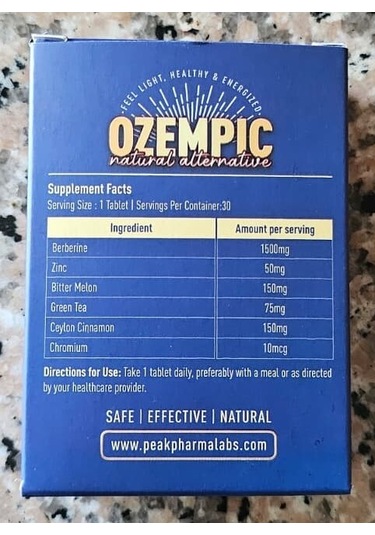 FEEL LIGHT, HEALTHY & ENERGIZED
OZEMPIC
natural alternative
Supplement Facts
Serving Size : 1 Tablet | Servings Per Container:30
Ingredient Amount per serving
Berberine 1500mg
Zinc 50mg
Bitter Melon 150mg
Green Tea 75mg
Ceylon Cinnamon 150mg
Chromium 10mcg
Directions for Use: Take 1 tablet daily, preferably with a meal or as directed
by your healthcare provider.
SAFE | EFFECTIVE | NATURAL
www.peakpharmalabs.com